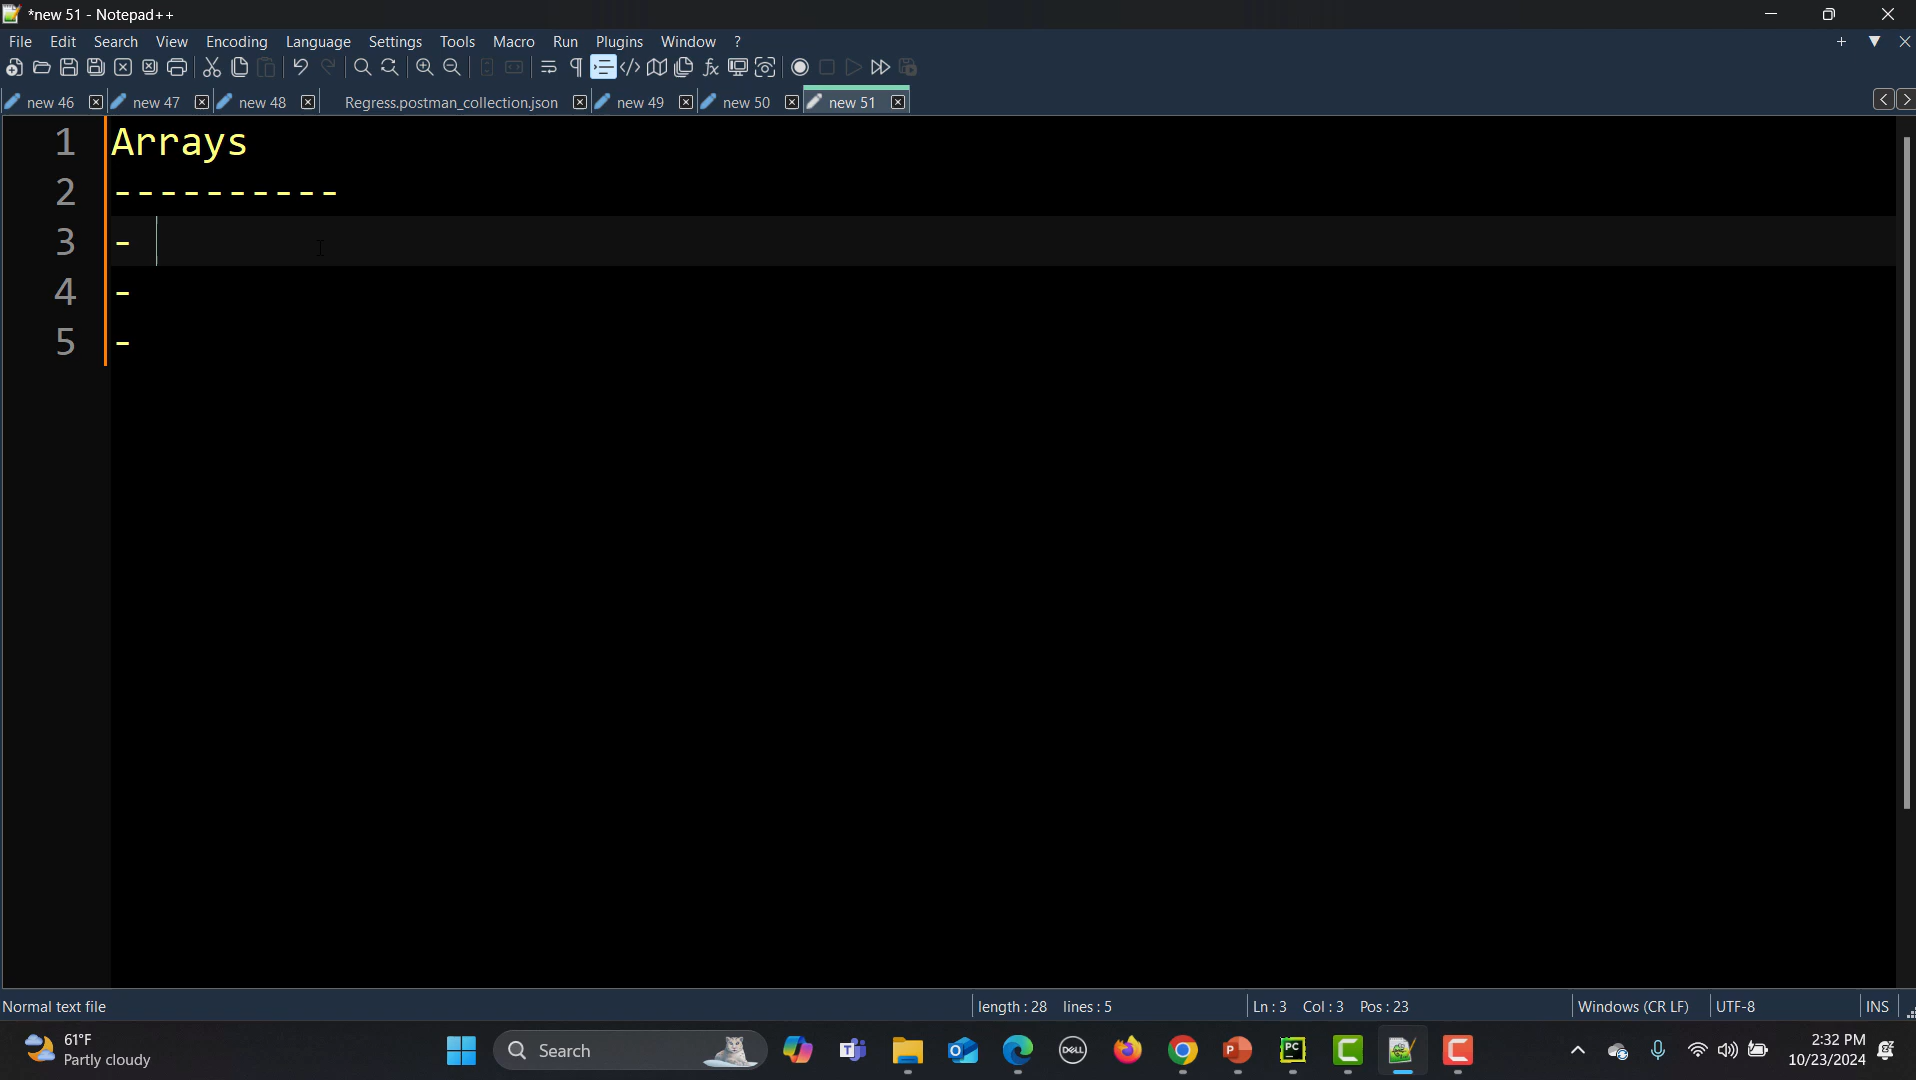 *new 51 - Notepad++
File Edit Search View Encoding Language Settings Tools Macro Run Plugins Window ?
new 46 new 47 new 48 Regress.postman_collection.json new 49 new 50 new 51
1 Arrays
2 ----------
3 -
4 -
5 -
Normal text file length : 28 lines : 5 Ln : 3 Col : 3 Pos : 23 Windows (CR LF) UTF-8 INS
61°F
Partly cloudy
Search
DELL
PC
2:32 PM
10/23/2024